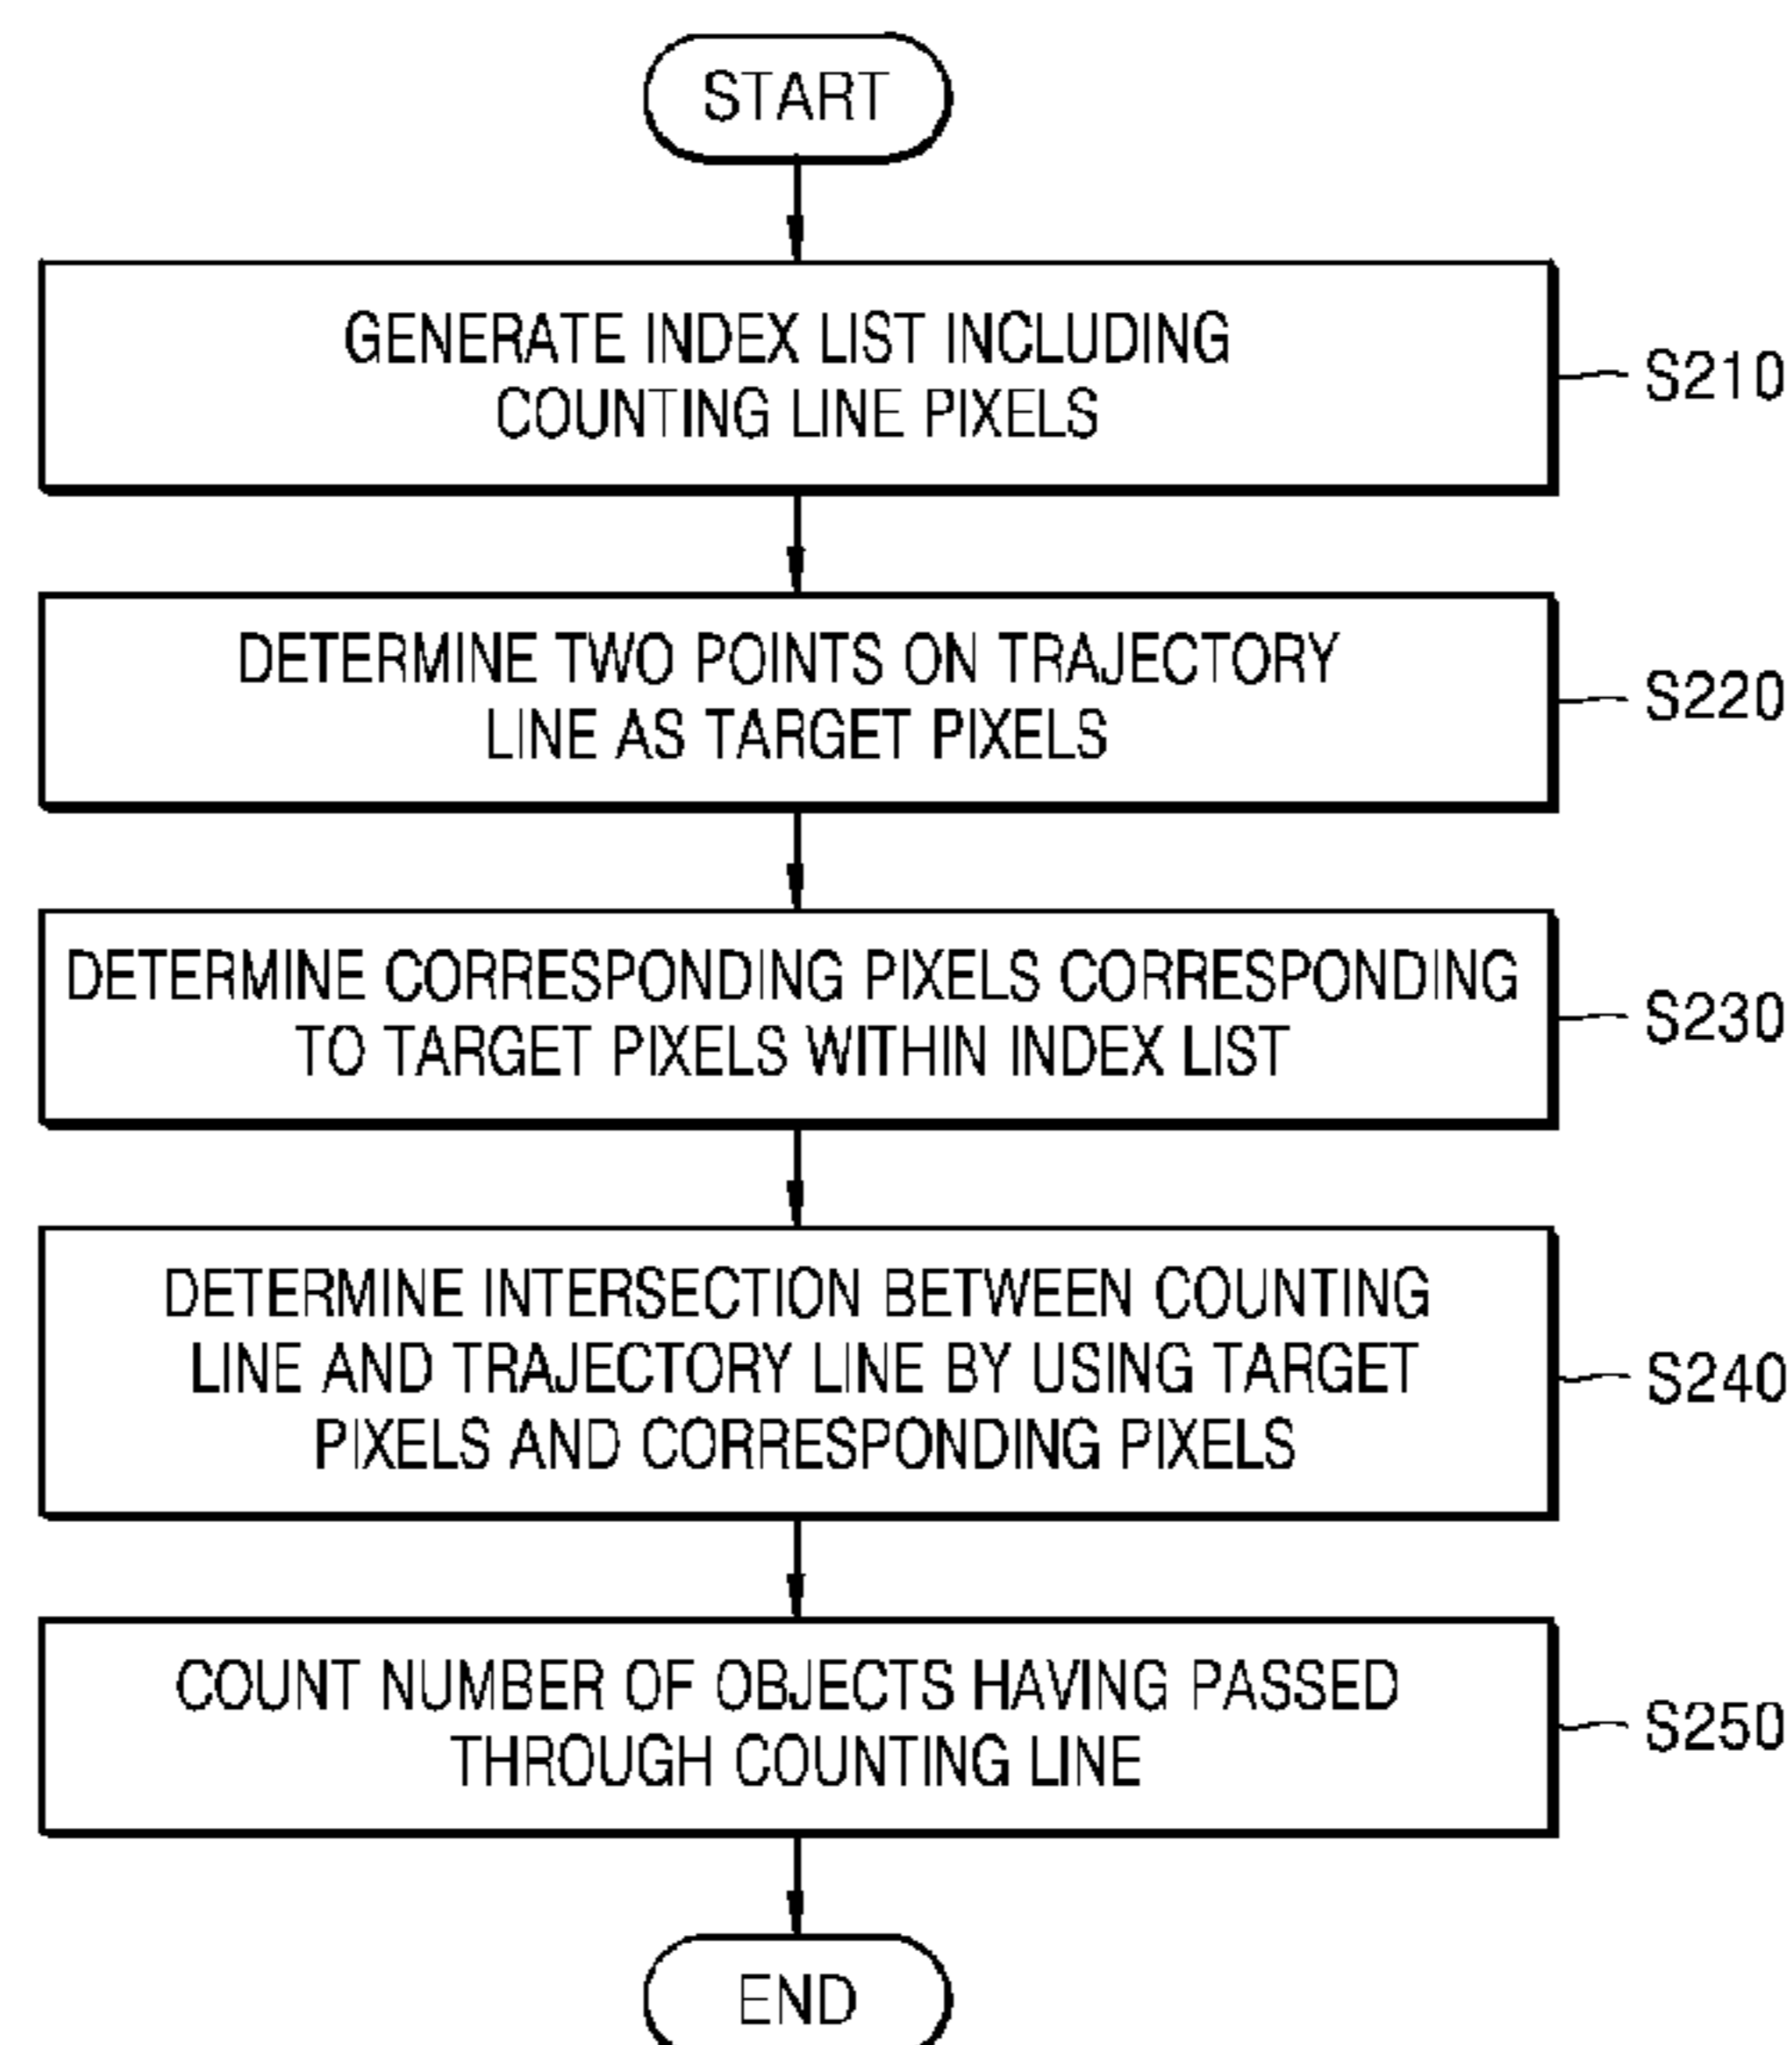 START
GENERATE INDEX LIST INCLUDING
COUNTING LINE PIXELS
S210
DETERMINE TWO POINTS ON TRAJECTORY
LINE AS TARGET PIXELS
S220
DETERMINE CORRESPONDING PIXELS CORRESPONDING
TO TARGET PIXELS WITHIN INDEX LIST
S230
DETERMINE INTERSECTION BETWEEN COUNTING
LINE AND TRAJECTORY LINE BY USING TARGET
PIXELS AND CORRESPONDING PIXELS
S240
COUNT NUMBER OF OBJECTS HAVING PASSED
THROUGH COUNTING LINE
S250
END